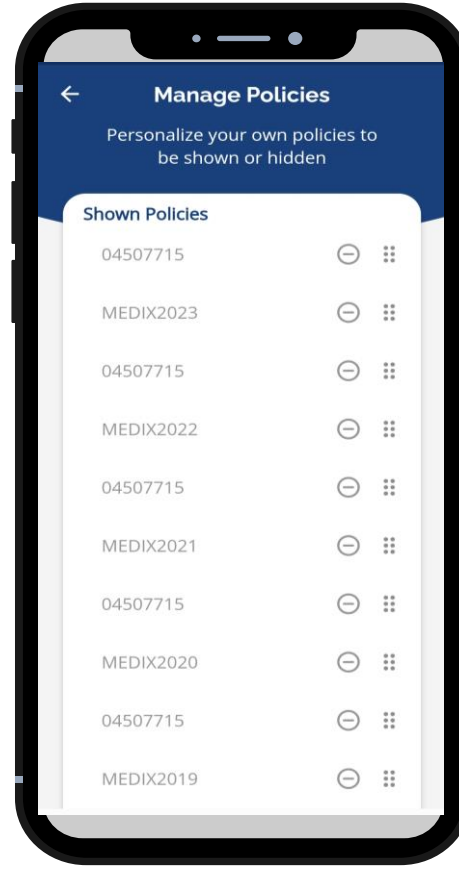 Manage Policies
Personalize your own policies to
be shown or hidden
Shown Policies
04507715
MEDIX2023
04507715
MEDIX2022
04507715
MEDIX2021
04507715
MEDIX2020
04507715
MEDIX2019